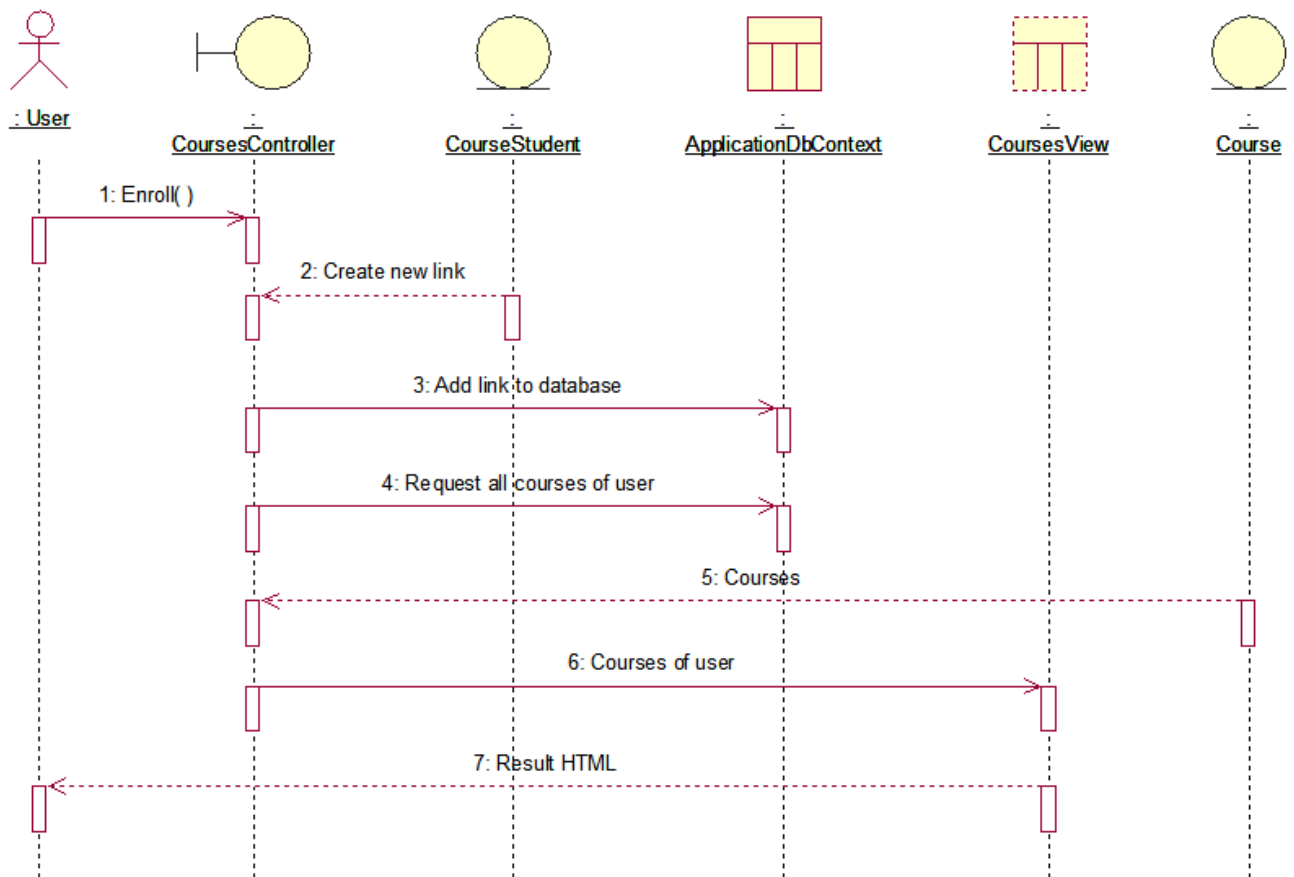 : User
:
CoursesController
:
CourseStudent
:
ApplicationDbContext
:
CoursesView
:
Course
1: Enroll( )
2: Create new link
3: Add link to database
4: Request all courses of user
5: Courses
6: Courses of user
7: Result HTML